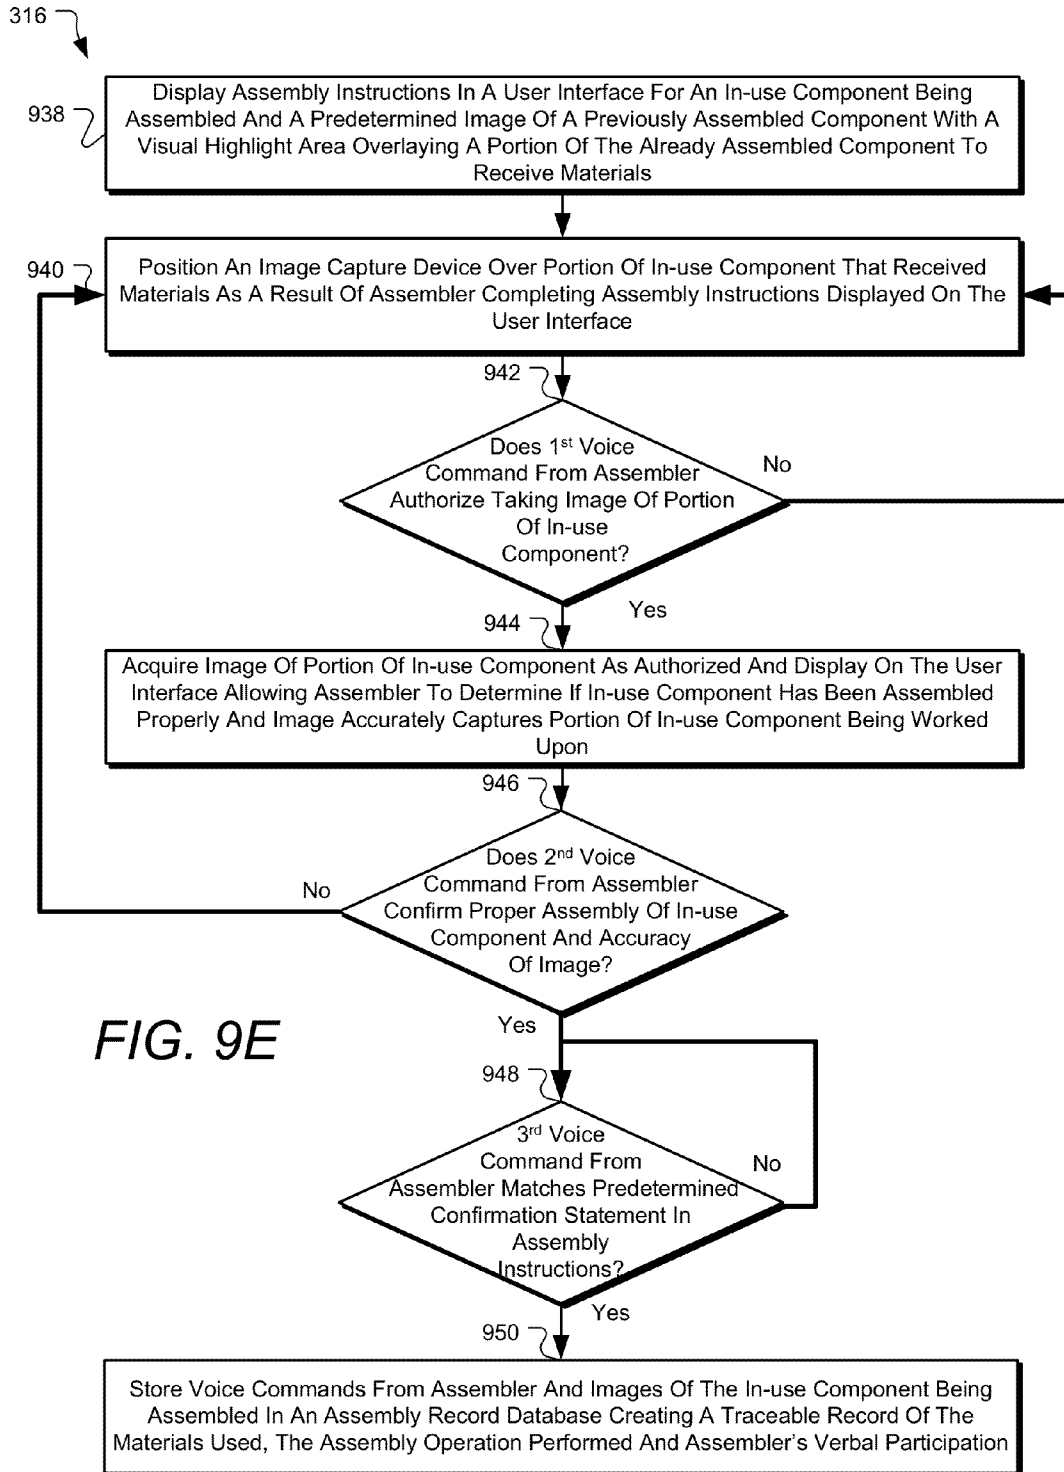 316
938
Display Assembly Instructions In A User Interface For An In-use Component Being
Assembled And A Predetermined Image Of A Previously Assembled Component With A
Visual Highlight Area Overlaying A Portion Of The Already Assembled Component To
Receive Materials
940
Position An Image Capture Device Over Portion Of In-use Component That Received
Materials As A Result Of Assembler Completing Assembly Instructions Displayed On The
User Interface
942
Does 1st Voice
Command From Assembler
Authorize Taking Image Of Portion
Of In-use
Component?
No
Yes
944
Acquire Image Of Portion Of In-use Component As Authorized And Display On The User
Interface Allowing Assembler To Determine If In-use Component Has Been Assembled
Properly And Image Accurately Captures Portion Of In-use Component Being Worked
Upon
946
Does 2nd Voice
Command From Assembler
Confirm Proper Assembly Of In-use
Component And Accuracy
Of Image?
No
Yes
FIG. 9E
948
3rd Voice
Command From
Assembler Matches Predetermined
Confirmation Statement In
Assembly
Instructions?
No
Yes
950
Store Voice Commands From Assembler And Images Of The In-use Component Being
Assembled In An Assembly Record Database Creating A Traceable Record Of The
Materials Used, The Assembly Operation Performed And Assembler's Verbal Participation